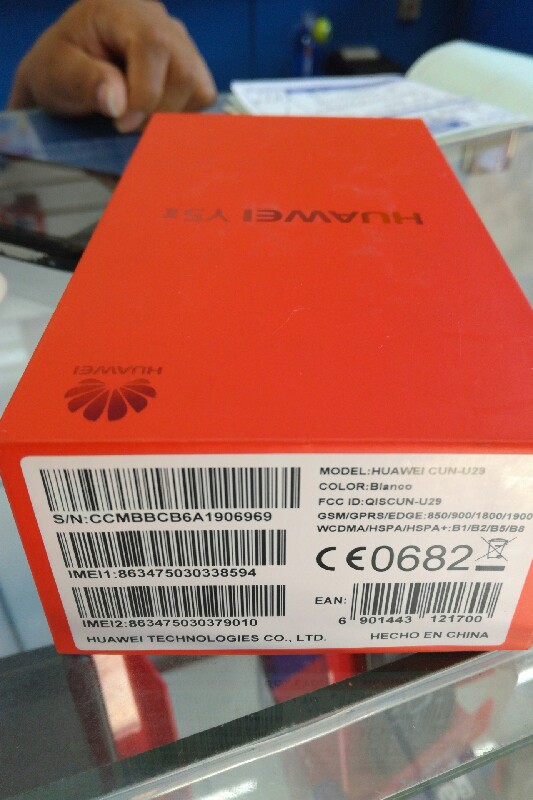 HUAWEI Y5II
HUAWEI
S/N:CCMBBCB6A1906969
IMEI1:863475030338594
IMEI2:863475030379010
HUAWEI TECHNOLOGIES CO., LTD.
MODEL:HUAWEI CUN-U29
COLOR:Blanco
FCC ID:QISCUN-U29
GSM/GPRS/EDGE: 850/900/1800/1900
WCDMA/HSPA/HSPA+:B1/B2/B5/B8
CE0682
EAN:
6 901443 121700
HECHO EN CHINA